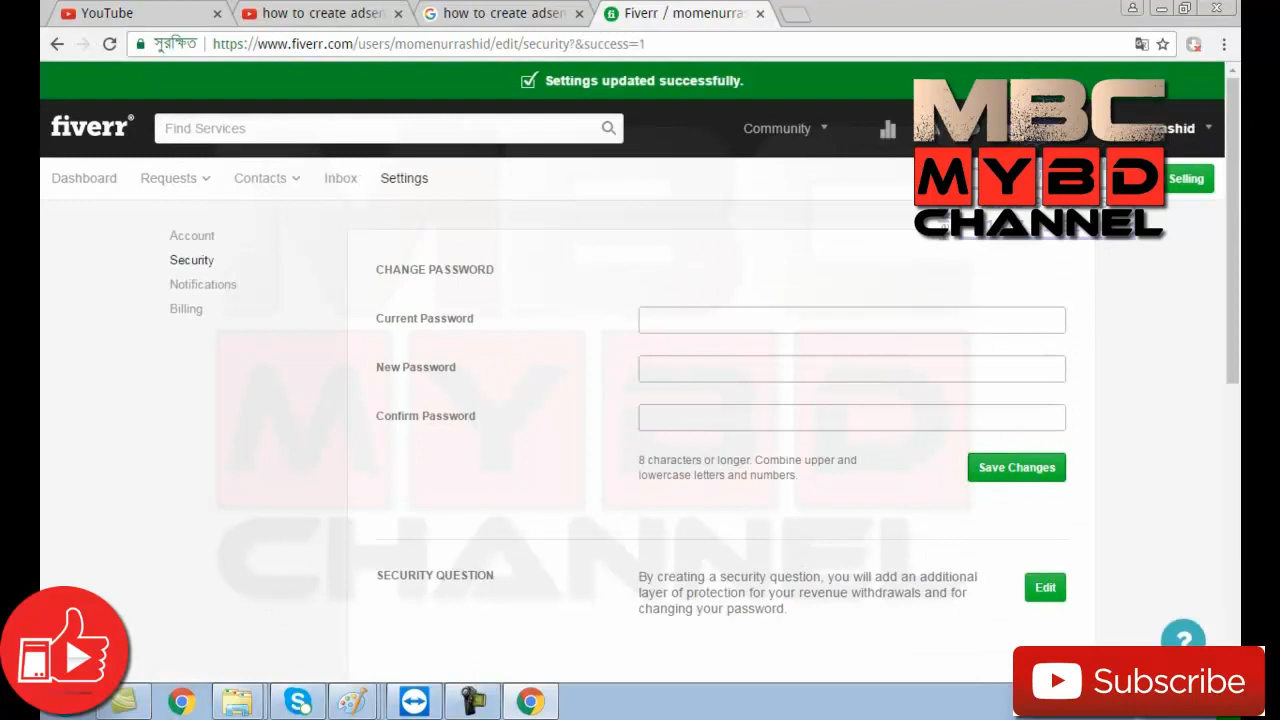 YouTube
how to create adsen
how to create adsen
Fiverr / momenurras
সুরক্ষিত
https://www.fiverr.com/users/momenurrashid/edit/security?&success=1
Settings updated successfully.
fiverr®
Find Services
Community
ashid
MBC
MYBD
CHANNEL
Dashboard
Requests
Contacts
Inbox
Settings
Selling
Account
Security
Notifications
Billing
CHANGE PASSWORD
Current Password
New Password
Confirm Password
8 characters or longer. Combine upper and
lowercase letters and numbers.
Save Changes
MYBD
CHANNEL
SECURITY QUESTION
By creating a security question, you will add an additional
layer of protection for your revenue withdrawals and for
changing your password.
Edit
?
Subscribe